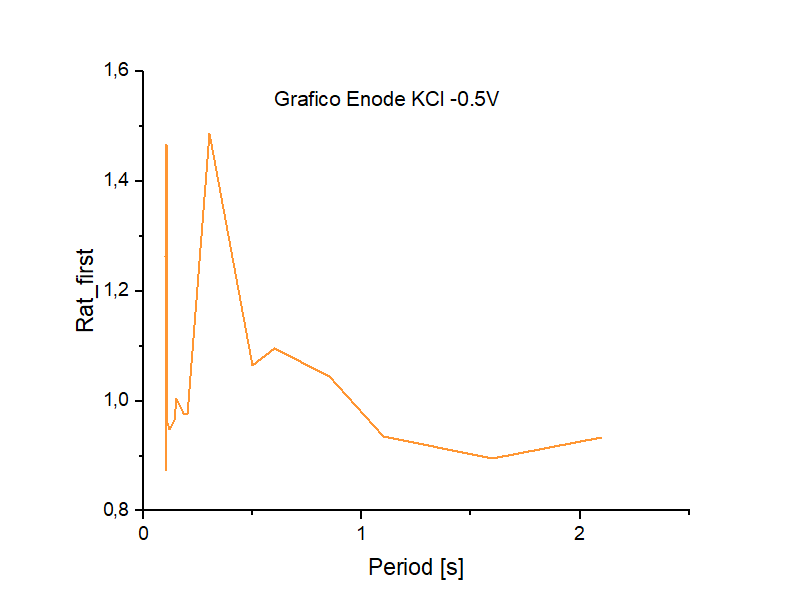 1,6
Grafico Enode KCl -0.5V
1,4
1,2
Rat_first
1,0
0,8
0
1
2
Period [s]